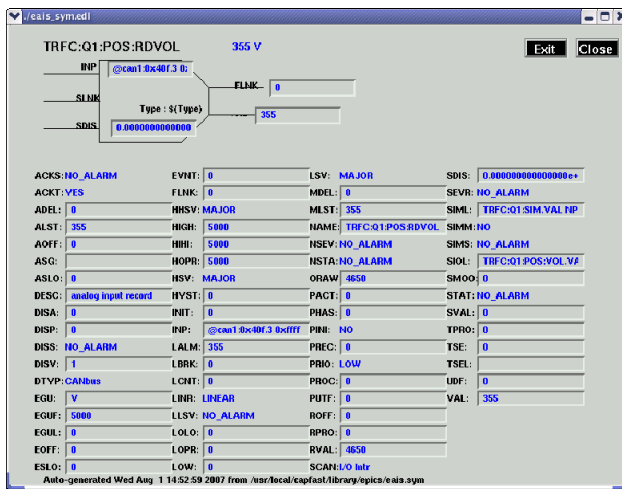 ./eais_sym.edl
TRFC:Q1:POS:RDVOL 355 V Exit Close
INP @can1:0x40f.3 0:
SLNK FLNK 0
Type : $(Type) 355
SDIS 0.0000000000000
ACKS: NO_ALARM EVNT: 0 LSV: MAJOR SDIS: 0.000000000000000e+
ACKT: YES FLNK: 0 MDEL: 0 SEVR: NO_ALARM
ADEL: 0 HHSV: MAJOR MLST: 355 SIML: TRFC:Q1:SIM.VAL NP
ALST: 355 HIGH: 5000 NAME: TRFC:Q1:POS:RDVOL SIMM: NO
AOFF: 0 HIHI: 5000 NSEV: NO_ALARM SIMS: NO_ALARM
ASG: HOPR: 5000 NSTA: NO_ALARM SIOL: TRFC:Q1:POS:VOL.VA
ASLO: 0 HSV: MAJOR ORAW 4650 SMOO: 0
DESC: analog input record HYST: 0 PACT: 0 STAT: NO_ALARM
DISA: 0 INIT: 0 PHAS: 0 SVAL: 0
DISP: 0 INP: @can1:0x40f.3 0xffff PINI: NO TPRO: 0
DISS: NO_ALARM LALM: 355 PREC: 0 TSE: 0
DISV: 1 LBRK: 0 PRIO: LOW TSEL:
DTYP: CANbus LCNT: 0 PROC: 0 UDF: 0
EGU: V LINR: LINEAR PUTF: 0 VAL: 355
EGUF: 5000 LLSV: NO_ALARM ROFF: 0
EGUL: 0 LOLO: 0 RPRO: 0
EOFF: 0 LOPR: 0 RVAL: 4650
ESLO: 0 LOW: 0 SCAN: I/O Intr
Auto-generated Wed Aug 1 14:52:59 2007 from /usr/local/capfast/library/epics/eais.sym